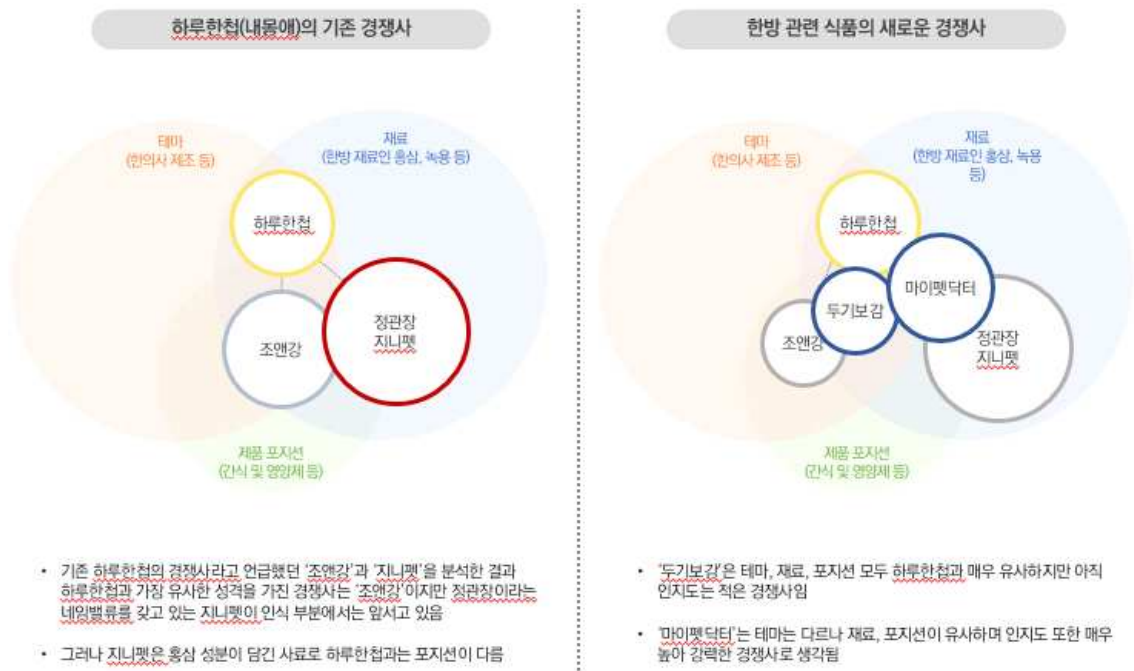 하루한첩(내몽애)의 기존 경쟁사
테마
(한의사 제조 등)
재료
(한방 재료인 홍삼, 녹용 등)
하루한첩
조앤강
정관장
지니펫
제품 포지션
(간식 및 영양제 등)
• 기존 하루한첩의 경쟁사라고 언급했던 '조앤강'과 '지니펫'을 분석한 결과
하루한첩과 가장 유사한 성격을 가진 경쟁사는 '조앤강'이지만 정관장이라는
네임밸류를 갖고 있는 지니펫이 인식 부분에서는 앞서고 있음
• 그러나 지니펫은 홍삼 성분이 담긴 사료로 하루한첩과는 포지션이 다름
한방 관련 식품의 새로운 경쟁사
테마
(한의사 제조 등)
재료
(한방 재료인 홍삼, 녹용
등)
하루한첩
마이펫닥터
두기보감
조앤강
정관장
지니펫
제품 포지션
(간식 및 영양제 등)
• '두기보감'은 테마, 재료, 포지션 모두 하루한첩과 매우 유사하지만 아직
인지도는 적은 경쟁사임
• '마이펫닥터'는 테마는 다르나 재료, 포지션이 유사하며 인지도 또한 매우
높아 강력한 경쟁사로 생각됨